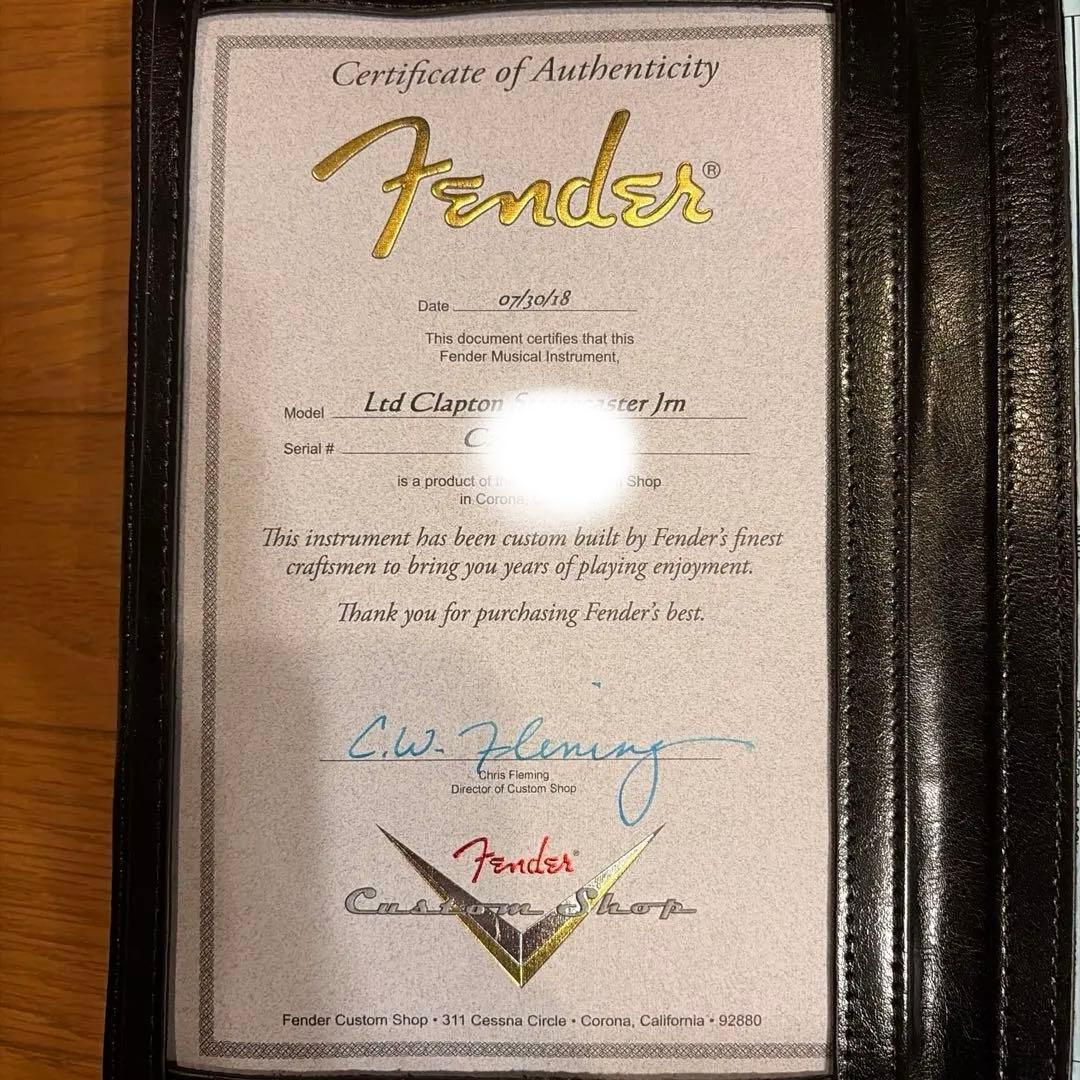 Certificate of Authenticity
Fender®
Date 07/30/18
This document certifies that this
Fender Musical Instrument,
Model Ltd Clapton Jrn
Serial # C
is a product of Shop
in Corona,
This instrument has been custom built by Fender's finest
craftsmen to bring you years of playing enjoyment.
Thank you for purchasing Fender's best.
C.W. Fleming
Chris Fleming
Director of Custom Shop
Fender®
Custom Shop
Fender Custom Shop • 311 Cessna Circle • Corona, California • 92880